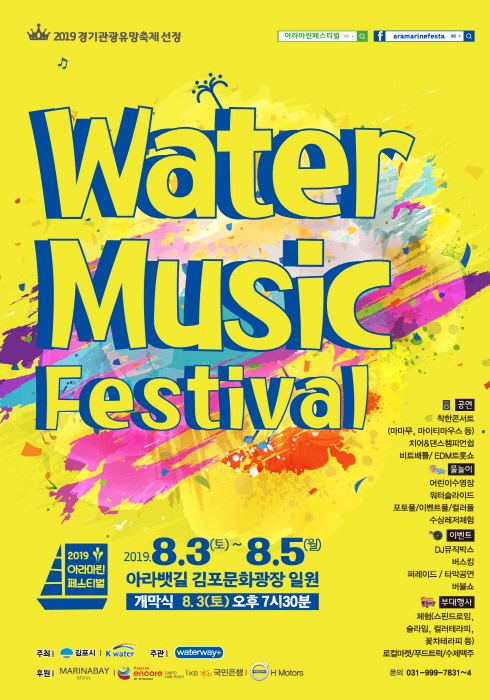 2019 경기관광유망축제 선정
아라마린페스티벌
aramarinefesta
Water
Music
Festival
공연
착한콘서트
(마마무, 마이티마우스 등)
치어&댄스챔피언쉽
비트배틀/ EDM트롯쇼
물놀이
어린이수영장
워터슬라이드
포토풀/이벤트풀/컬러풀
수상레저체험
이벤트
DJ뮤직박스
버스킹
퍼레이드 / 타악공연
버블쇼
부대행사
체험(스핀드로잉,
슬라임, 컬러테라피,
꽃차테라피 등)
로컬마켓/푸드트럭/수제맥주
2019 아라마린 페스티벌
2019. 8.3(토) ~ 8.5(월)
아라뱃길 김포문화광장 일원
개막식 8.3(토) 오후 7시30분
주최 | 김포시 | K water 주관 | waterway+
후원 | MARINABAY SEOUL | RAMADA encore | KB 국민은행 | VOLVO H Motors
문의 031-999-7831~4